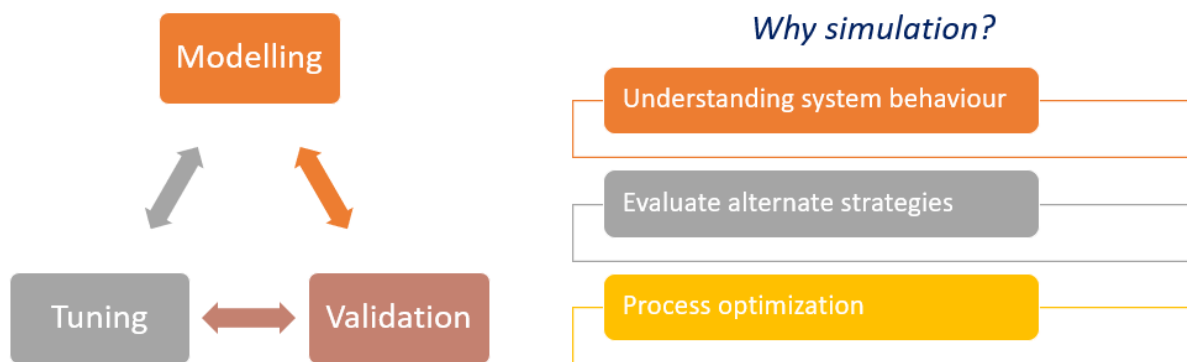 Modelling
Tuning
Validation
Why simulation?
Understanding system behaviour
Evaluate alternate strategies
Process optimization